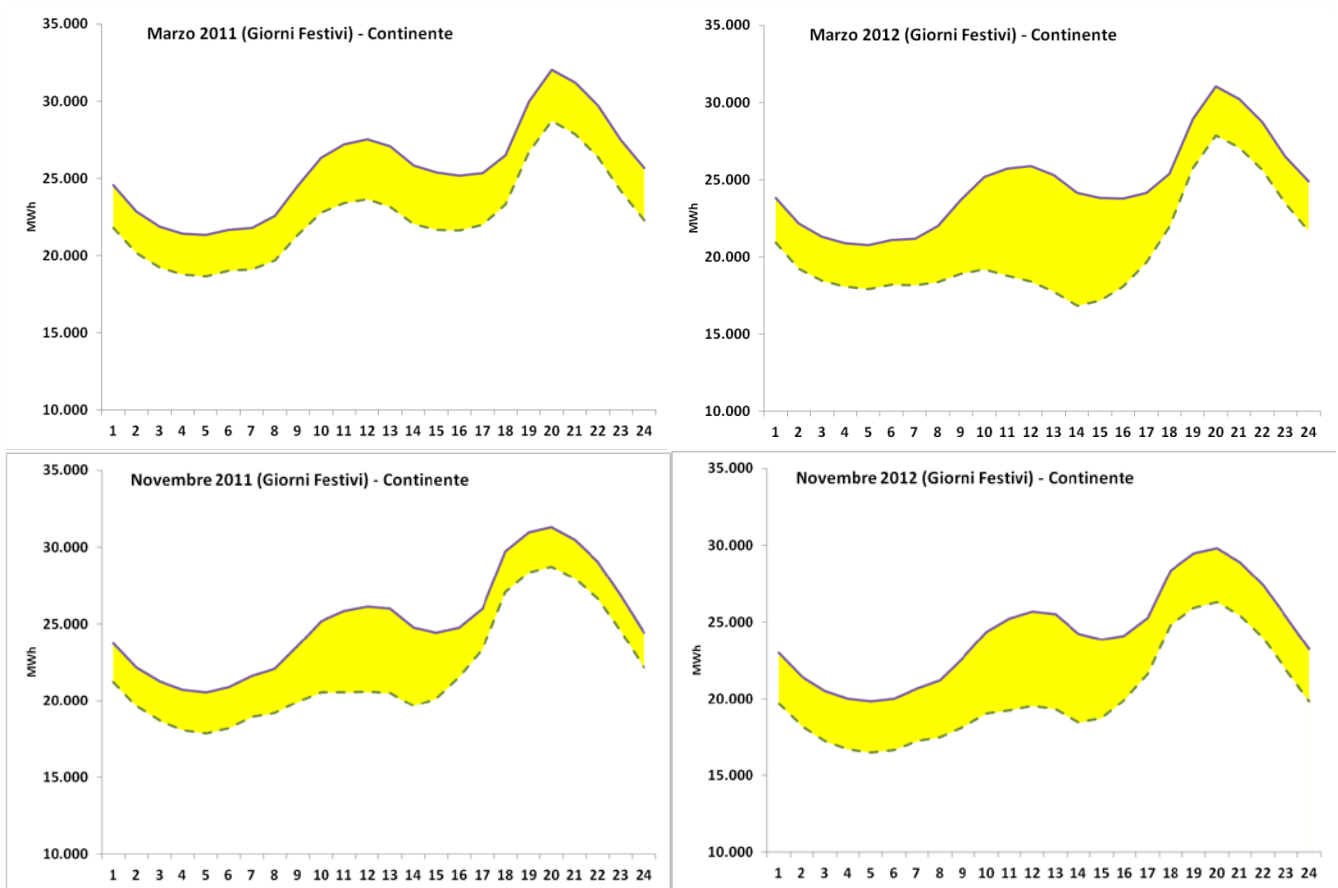 Marzo 2011 (Giorni Festivi) - Continente
35.000
30.000
25.000
20.000
15.000
10.000
MWh
1 2 3 4 5 6 7 8 9 10 11 12 13 14 15 16 17 18 19 20 21 22 23 24
Marzo 2012 (Giorni Festivi) - Continente
35.000
30.000
25.000
20.000
15.000
10.000
MWh
1 2 3 4 5 6 7 8 9 10 11 12 13 14 15 16 17 18 19 20 21 22 23 24
Novembre 2011 (Giorni Festivi) - Continente
35.000
30.000
25.000
20.000
15.000
10.000
MWh
1 2 3 4 5 6 7 8 9 10 11 12 13 14 15 16 17 18 19 20 21 22 23 24
Novembre 2012 (Giorni Festivi) - Continente
35.000
30.000
25.000
20.000
15.000
10.000
MWh
1 2 3 4 5 6 7 8 9 10 11 12 13 14 15 16 17 18 19 20 21 22 23 24